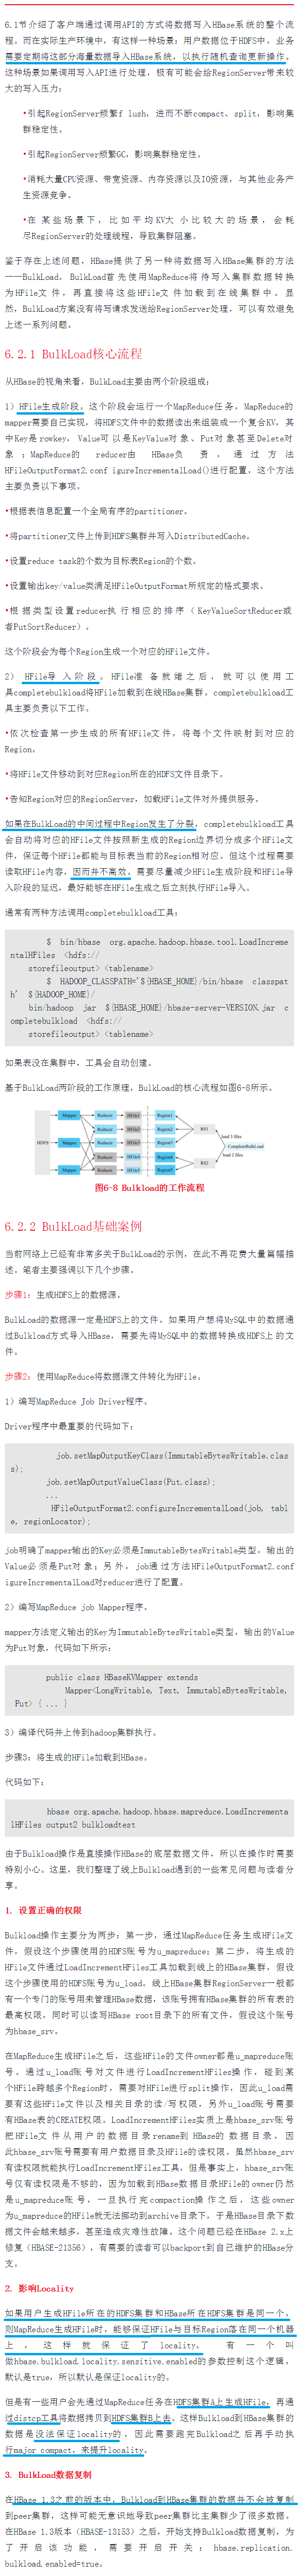 6.1节介绍了客户端通过调用API的方式将数据写入HBase系统的整个流
程。而在实际生产环境中，有这样一种场景：用户数据位于HDFS中，业务
需要定期将这部分海量数据导入HBase系统，以执行随机查询更新操作。
这种场景如果调用写入API进行处理，极有可能会给RegionServer带来较
大的写入压力：
•引起RegionServer频繁f lush，进而不断compact、split，影响集
群稳定性。
•引起RegionServer频繁GC，影响集群稳定性。
•消耗大量CPU资源、带宽资源、内存资源以及IO资源，与其他业务产
生资源竞争。
•在 某些场景下，比如平均KV大 小比较大的场景，会耗
尽RegionServer的处理线程，导致集群阻塞。
鉴于存在上述问题，HBase提供了另一种将数据写入HBase集群的方法
——BulkLoad。BulkLoad首先使用MapReduce将待写入集群数据转换
为HFile文件，再直接将这些HFile文件加载到在线集群中。显
然，BulkLoad方案没有将写请求发送给RegionServer处理，可以有效避免
上述一系列问题。
6.2.1 BulkLoad核心流程
从HBase的视角来看，BulkLoad主要由两个阶段组成：
1）HFile生成阶段。这个阶段会运行一个MapReduce任务，MapReduce的
mapper需要自己实现，将HDFS文件中的数据读出来组装成一个复合KV，其
中Key是rowkey，Value可以是KeyValue对象、Put对象甚至Delete对
象；MapReduce的 reducer由 HBase负 责，通过方法
HFileOutputFormat2.conf igureIncrementalLoad()进行配置，这个方法
主要负责以下事项。
•根据表信息配置一个全局有序的partitioner。
•将partitioner文件上传到HDFS集群并写入DistributedCache。
•设置reduce task的个数为目标表Region的个数。
•设置输出key/value类满足HFileOutputFormat所规定的格式要求。
•根据类型设置reducer执行相应的排序（KeyValueSortReducer或
者PutSortReducer）。
这个阶段会为每个Region生成一个对应的HFile文件。
2） HFile导 入阶段。HFile准 备就绪之后，就可以使用工
具completebulkload将HFile加载到在线HBase集群。completebulkload工
具主要负责以下工作。
•依次检查第一步生成的所有HFile文件，将每个文件映射到对应的
Region。
•将HFile文件移动到对应Region所在的HDFS文件目录下。
•告知Region对应的RegionServer，加载HFile文件对外提供服务。
如果在BulkLoad的中间过程中Region发生了分裂，completebulkload工具
会自动将对应的HFile文件按照新生成的Region边界切分成多个HFile文
件，保证每个HFile都能与目标表当前的Region相对应。但这个过程需要
读取HFile内容，因而并不高效。需要尽量减少HFile生成阶段和HFile导
入阶段的延迟，最好能够在HFile生成之后立刻执行HFile导入。
通常有两种方法调用completebulkload工具：
$ bin/hbase org.apache.hadoop.hbase.tool.LoadIncreme
ntalHFiles <hdfs://
storefileoutput> <tablename>
$ HADOOP_CLASSPATH=`${HBASE_HOME}/bin/hbase classpat
h` ${HADOOP_HOME}/
bin/hadoop jar ${HBASE_HOME}/hbase-server-VERSION.jar c
ompletebulkload <hdfs://
storefileoutput> <tablename>
如果表没在集群中，工具会自动创建。
基于BulkLoad两阶段的工作原理，BulkLoad的核心流程如图6-8所示。
HDFS
Mapper Reducer HFile1 Region1
Reducer HFile2 Region2 RS1 load 3 files
Mapper Reducer HFile3 Region3 CompleteBulkLoad
Reducer HFile4 Region4 RS2 load 2 files
Mapper Reducer HFile5 Region5
图6-8 Bulkload的工作流程
6.2.2 BulkLoad基础案例
当前网络上已经有非常多关于BulkLoad的示例，在此不再花费大量篇幅描
述。笔者主要强调以下几个步骤。
步骤1：生成HDFS上的数据源。
BulkLoad的数据源一定是HDFS上的文件。如果用户想将MySQL中的数据通
过Bulkload方式导入HBase，需要先将MySQL中的数据转换成HDFS上的文
件。
步骤2：使用MapReduce将数据源文件转化为HFile。
1）编写MapReduce Job Driver程序。
Driver程序中最重要的代码如下：
job.setMapOutputKeyClass(ImmutableBytesWritable.clas
s);
job.setMapOutputValueClass(Put.class);
...
HFileOutputFormat2.configureIncrementalLoad(job, tabl
e, regionLocator);
job明确了mapper输出的Key必须是ImmutableBytesWritable类型，输出的
Value必须是Put对象；另外，job通过方法HFileOutputFormat2.conf
igureIncrementalLoad对reducer进行了配置。
2）编写MapReduce job Mapper程序。
mapper方法定义输出的Key为ImmutableBytesWritable类型，输出的Value
为Put对象，代码如下所示：
public class HBaseKVMapper extends
Mapper<LongWritable, Text, ImmutableBytesWritable,
Put> { ... }
3）编译代码并上传到hadoop集群执行。
步骤3：将生成的HFile加载到HBase。
代码如下：
hbase org.apache.hadoop.hbase.mapreduce.LoadIncrementa
lHFiles output2 bulkloadtest
由于Bulkload操作是直接操作HBase的底层数据文件，所以在操作时需要
特别小心。这里，我们整理了线上Bulkload遇到的一些常见问题与读者分
享。
1. 设置正确的权限
Bulkload操作主要分为两步：第一步，通过MapReduce任务生成HFile文
件，假设这个步骤使用的HDFS账号为u_mapreduce；第二步，将生成的
HFile文件通过LoadIncrementHFiles工具加载到线上的HBase集群，假设
这个步骤使用的HDFS账号为u_load。线上HBase集群RegionServer一般都
有一个专门的账号用来管理HBase数据，该账号拥有HBase集群的所有表的
最高权限，同时可以读写HBase root目录下的所有文件，假设这个账号
为hbase_srv。
在MapReduce生成HFile之后，这些HFile的文件owner都是u_mapreduce账
号。通过u_load账号对文件进行LoadIncrementHFiles操作，碰到某
个HFile跨越多个Region时，需要对HFile进行split操作，因此u_load需
要有这些HFile文件以及相关目录的读/写权限，另外u_load账号需要
有HBase表的CREATE权限。LoadIncrementHFiles实质上是hbase_srv账号
把HFile文件从用户的数据目录rename到HBase的数据目录，因
此hbase_srv账号需要有用户数据目录及HFile的读权限。虽然hbase_srv
有读权限就能执行LoadIncrementHFiles工具，但是事实上，hbase_srv账
号仅有读权限是不够的，因为加载到HBase数据目录HFile的owner仍然
是u_mapreduce账号，一旦执行完compaction操作之后，这些owner
为u_mapreduce的HFile就无法挪动到archive目录下，于是HBase目录下数
据文件会越来越多，甚至造成灾难性故障。这个问题已经在HBase 2.x上
修复（HBASE-21356），有需要的读者可以backport到自己维护的HBase分
支。
2. 影响Locality
如果用户生成HFile所在的HDFS集群和HBase所在HDFS集群是同一个，
则MapReduce生成HFile时，能够保证HFile与目标Region落在同一个机器
上，这样就保证了locality。有一个叫
做hbase.bulkload.locality.sensitive.enabled的参数控制这个逻辑，
默认是true，所以默认是保证locality的。
但是有一些用户会先通过MapReduce任务在HDFS集群A上生成HFile，再通
过distcp工具将数据拷贝到HDFS集群B上去。这样Bulkload到HBase集群的
数据是没法保证locality的，因此需要跑完Bulkload之后再手动执
行major compact，来提升locality。
3. BulkLoad数据复制
在HBase 1.3之前的版本中，Bulkload到HBase集群的数据并不会被复制
到peer集群，这样可能无意识地导致peer集群比主集群少了很多数据。
在HBase 1.3版本（HBASE-13153）之后，开始支持Bulkload数据复制，为
了开启该功能，需要开启开关：hbase.replication.
bulkload.enabled=true。